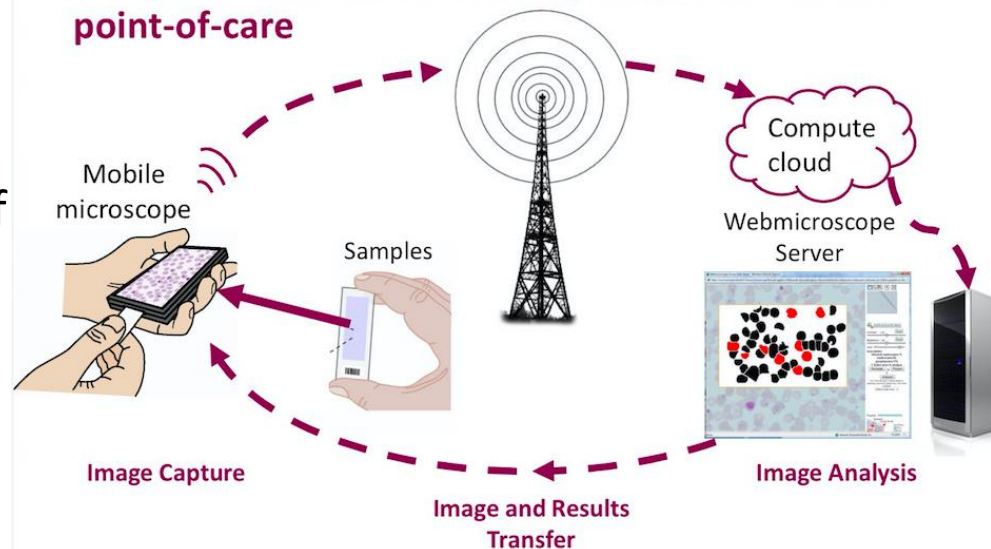 point-of-care
Compute
cloud
Mobile
microscope
f
Samples
Webmicroscope
Server
Image Capture
Image Analysis
Image and Results
Transfer